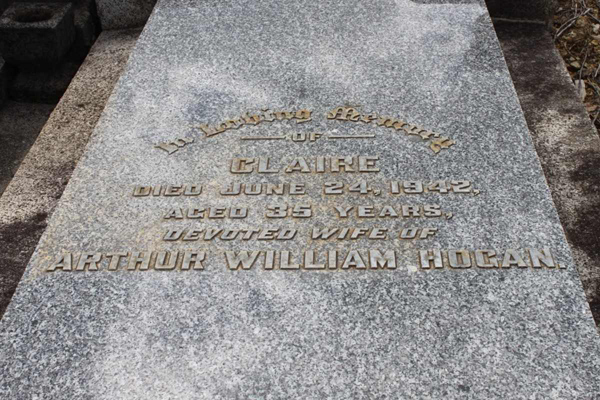 In Loving Memory
OF
CLAIRE
DIED JUNE 24, 1942,
AGED 35 YEARS,
DEVOTED WIFE OF
ARTHUR WILLIAM HOGAN.